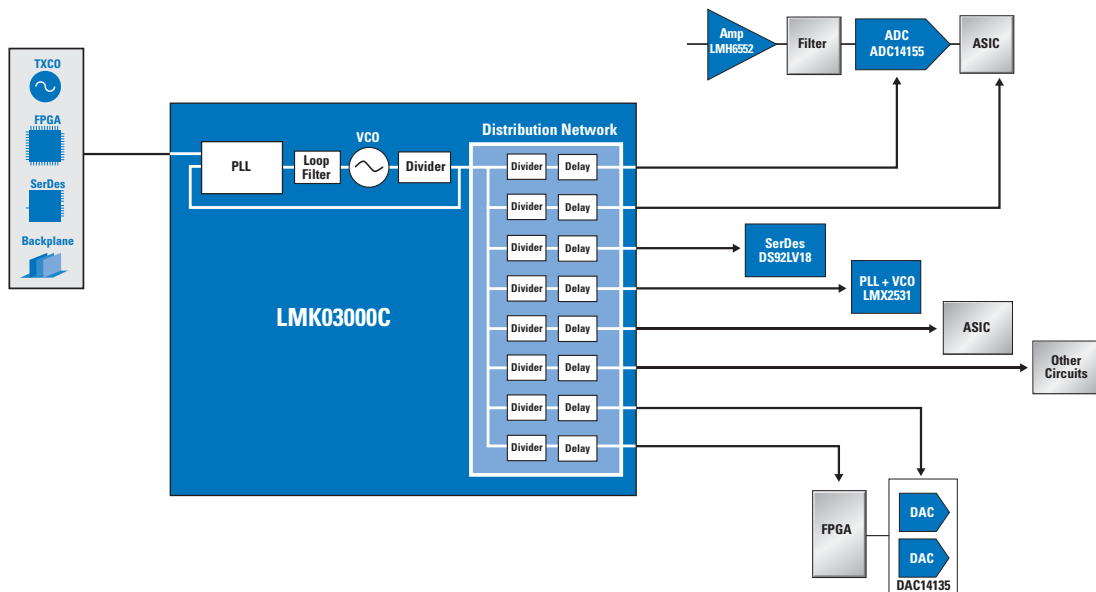 TXCO
FPGA
SerDes
Backplane
PLL
Loop
Filter
VCO
Divider
LMK03000C
Distribution Network
Divider
Delay
Divider
Delay
Divider
Delay
Divider
Delay
Divider
Delay
Divider
Delay
Divider
Delay
Divider
Delay
Amp
LMH6552
Filter
ADC
ADC14155
ASIC
SerDes
DS92LV18
PLL + VCO
LMX2531
ASIC
Other
Circuits
FPGA
DAC
DAC
DAC14135